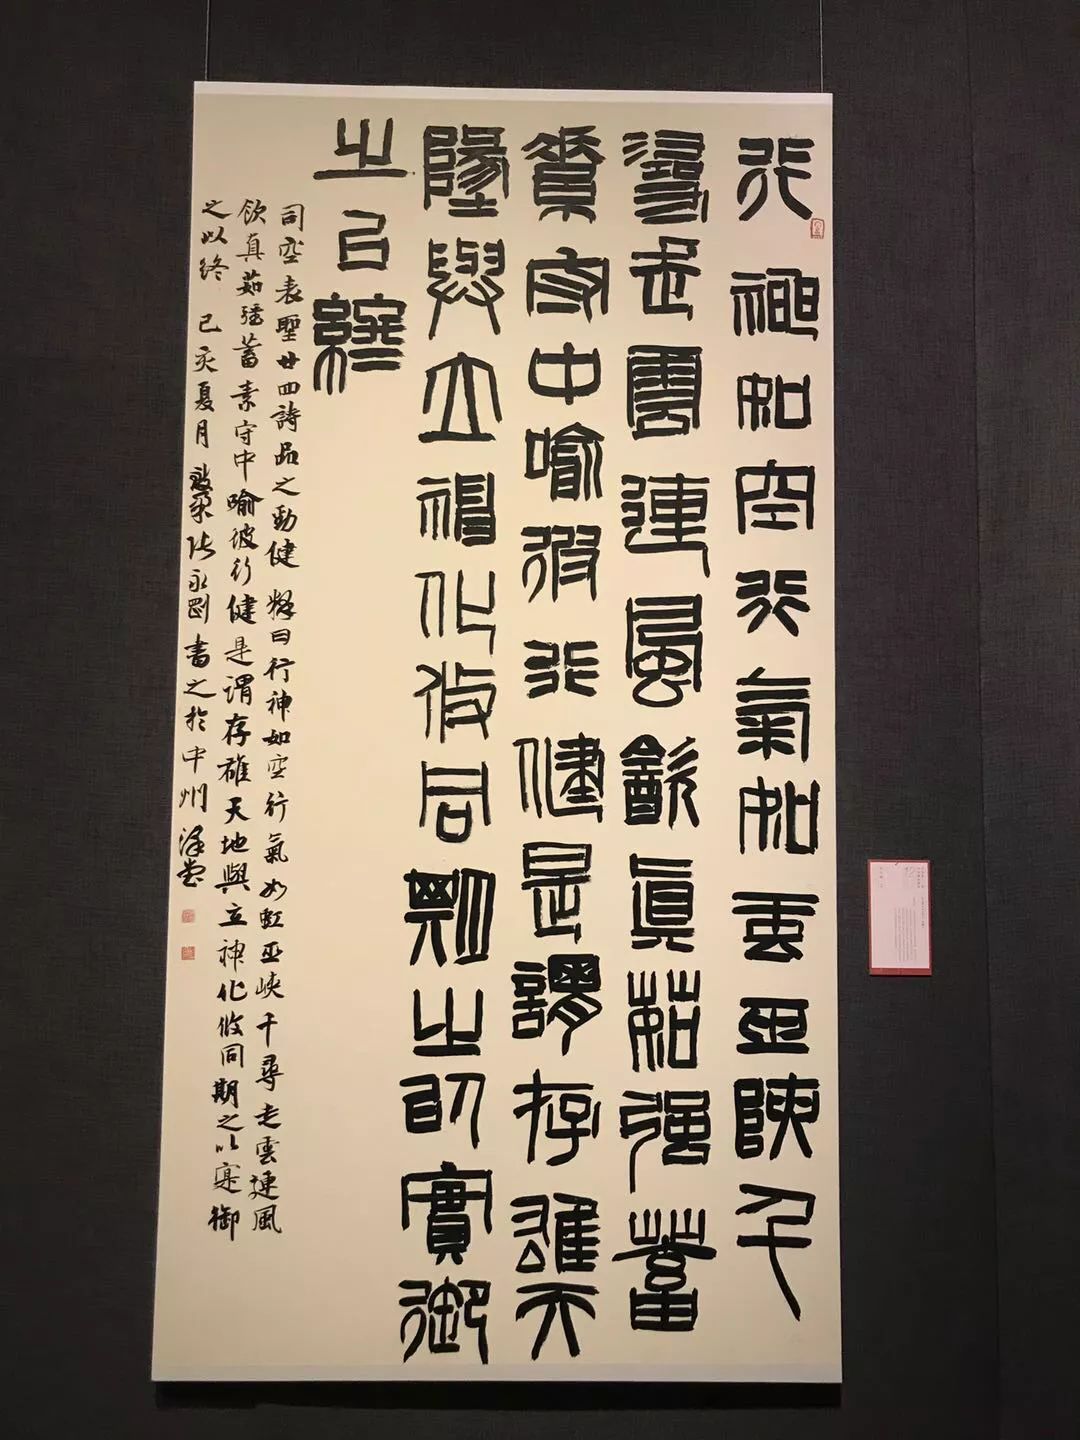 行神如空行氣如虹巫峽千
尋走雲連風飲真茹強蓄
素守中喻彼行健是謂存雄天
地與立神化攸同期之以實御
之以終
司空表聖廿四詩品之勁健 釋曰行神如空行氣如虹巫峽千尋走雲連風
飲真茹強蓄素守中喻彼行健是謂存雄天地與立神化攸同期之以寔御
之以終 己亥夏月 張永剛書之於中州